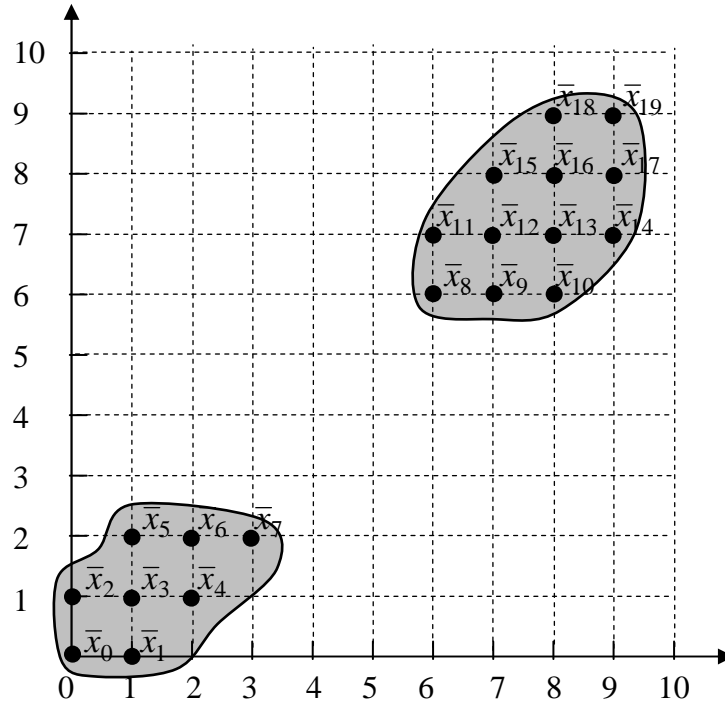 10
9 x̄₁₈ x̄₁₉
8 x̄₁₅ x̄₁₆ x̄₁₇
7 x̄₁₁ x̄₁₂ x̄₁₃ x̄₁₄
6 x̄₈ x̄₉ x̄₁₀
5
4
3
2 x̄₅ x₆ x̄₇
1 x̄₂ x̄₃ x̄₄
x̄₀ x̄₁
0 1 2 3 4 5 6 7 8 9 10